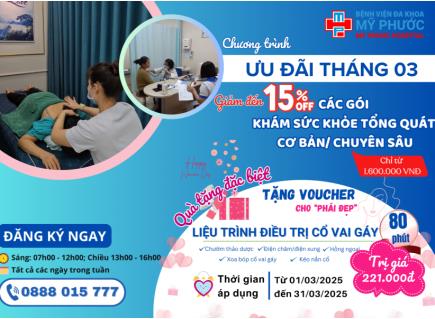 BỆNH VIỆN ĐA KHOA
MỸ PHƯỚC
MY PHUOC HOSPITAL
Chương trình
ƯU ĐÃI THÁNG 03
Giảm đến 15% OFF CÁC GÓI
KHÁM SỨC KHỎE TỔNG QUÁT
CƠ BẢN/ CHUYÊN SÂU
Chỉ từ
1.600.000 VNĐ
Happy
Women's Day
Quà tặng đặc biệt
TẶNG VOUCHER
CHO "PHÁI ĐẸP"
LIỆU TRÌNH ĐIỀU TRỊ CỔ VAI GÁY
80
phút
✓Chườm thảo dược ✓Điện châm/điện xung ✓Hồng ngoại
✓Xoa bóp cổ vai gáy ✓Kéo nắn cổ
Trị giá
221.000đ
Thời gian
áp dụng
Từ 01/03/2025
đến 31/03/2025
ĐĂNG KÝ NGAY
Sáng: 07h00 - 12h00; Chiều 13h00 - 16h00
Tất cả các ngày trong tuần
0888 015 777